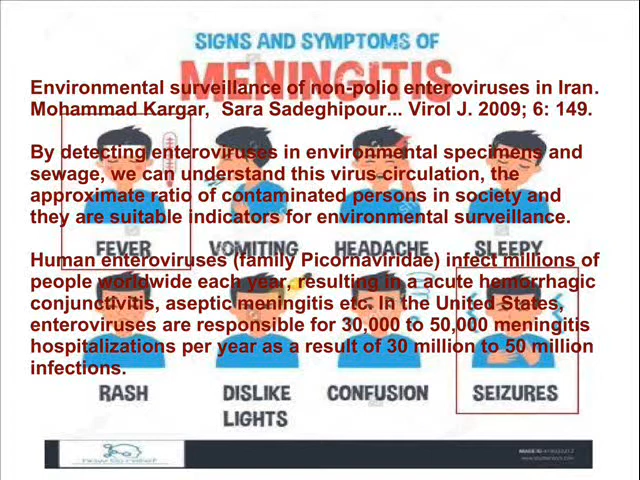 SIGNS AND SYMPTOMS OF
MENINGITIS
Environmental surveillance of non-polio enteroviruses in Iran.
Mohammad Kargar,  Sara Sadeghipour... Virol J. 2009; 6: 149.
By detecting enteroviruses in environmental specimens and
sewage, we can understand this virus circulation, the
approximate ratio of contaminated persons in society and
they are suitable indicators for environmental surveillance.
FEVER VOMITING HEADACHE SLEEPY
Human enteroviruses (family Picornaviridae) infect millions of
people worldwide each year, resulting in a acute hemorrhagic
conjunctivitis, aseptic meningitis etc. In the United States,
enteroviruses are responsible for 30,000 to 50,000 meningitis
hospitalizations per year as a result of 30 million to 50 million
infections.
RASH DISLIKE CONFUSION SEIZURES
LIGHTS